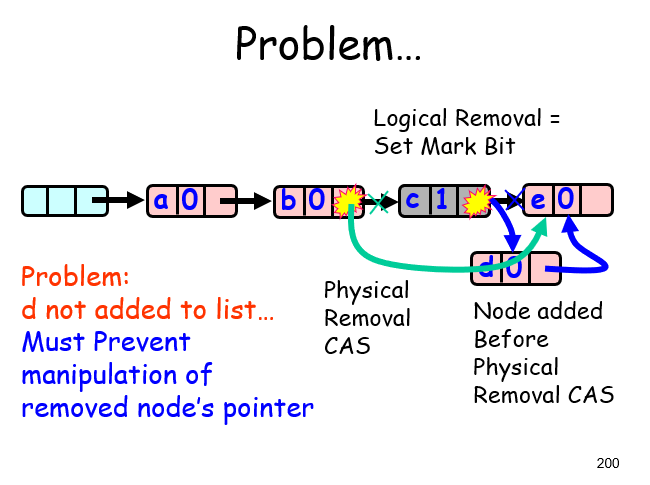 Problem…
Logical Removal =
Set Mark Bit
a 0
b 0
c 1
e 0
d 0
Problem:
d not added to list…
Must Prevent
manipulation of
removed node's pointer
Physical
Removal
CAS
Node added
Before
Physical
Removal CAS
200